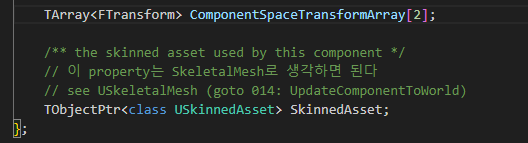 TArray<FTransform> ComponentSpaceTransformArray[2];
/** the skinned asset used by this component */
// 이 property는 SkeletalMesh로 생각하면 된다
// see USkeletalMesh (goto 014: UpdateComponentToWorld)
TObjectPtr<class USkinnedAsset> SkinnedAsset;
};